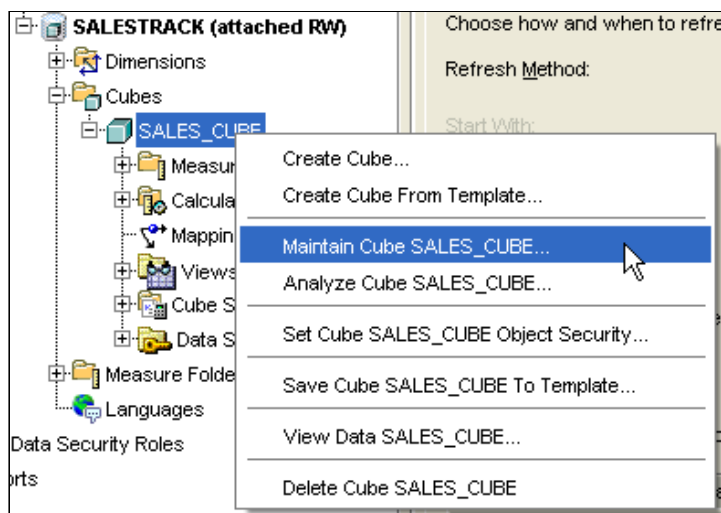 SALESTRACK (attached RW)
Dimensions
Cubes
SALES_CUBE
Measur
Calcula
Mappin
Views
Cube S
Data S
Measure Folde
Languages
Data Security Roles
orts
Choose how and when to refre
Refresh Method:
Start With:
Create Cube...
Create Cube From Template...
Maintain Cube SALES_CUBE...
Analyze Cube SALES_CUBE...
Set Cube SALES_CUBE Object Security...
Save Cube SALES_CUBE To Template...
View Data SALES_CUBE...
Delete Cube SALES_CUBE